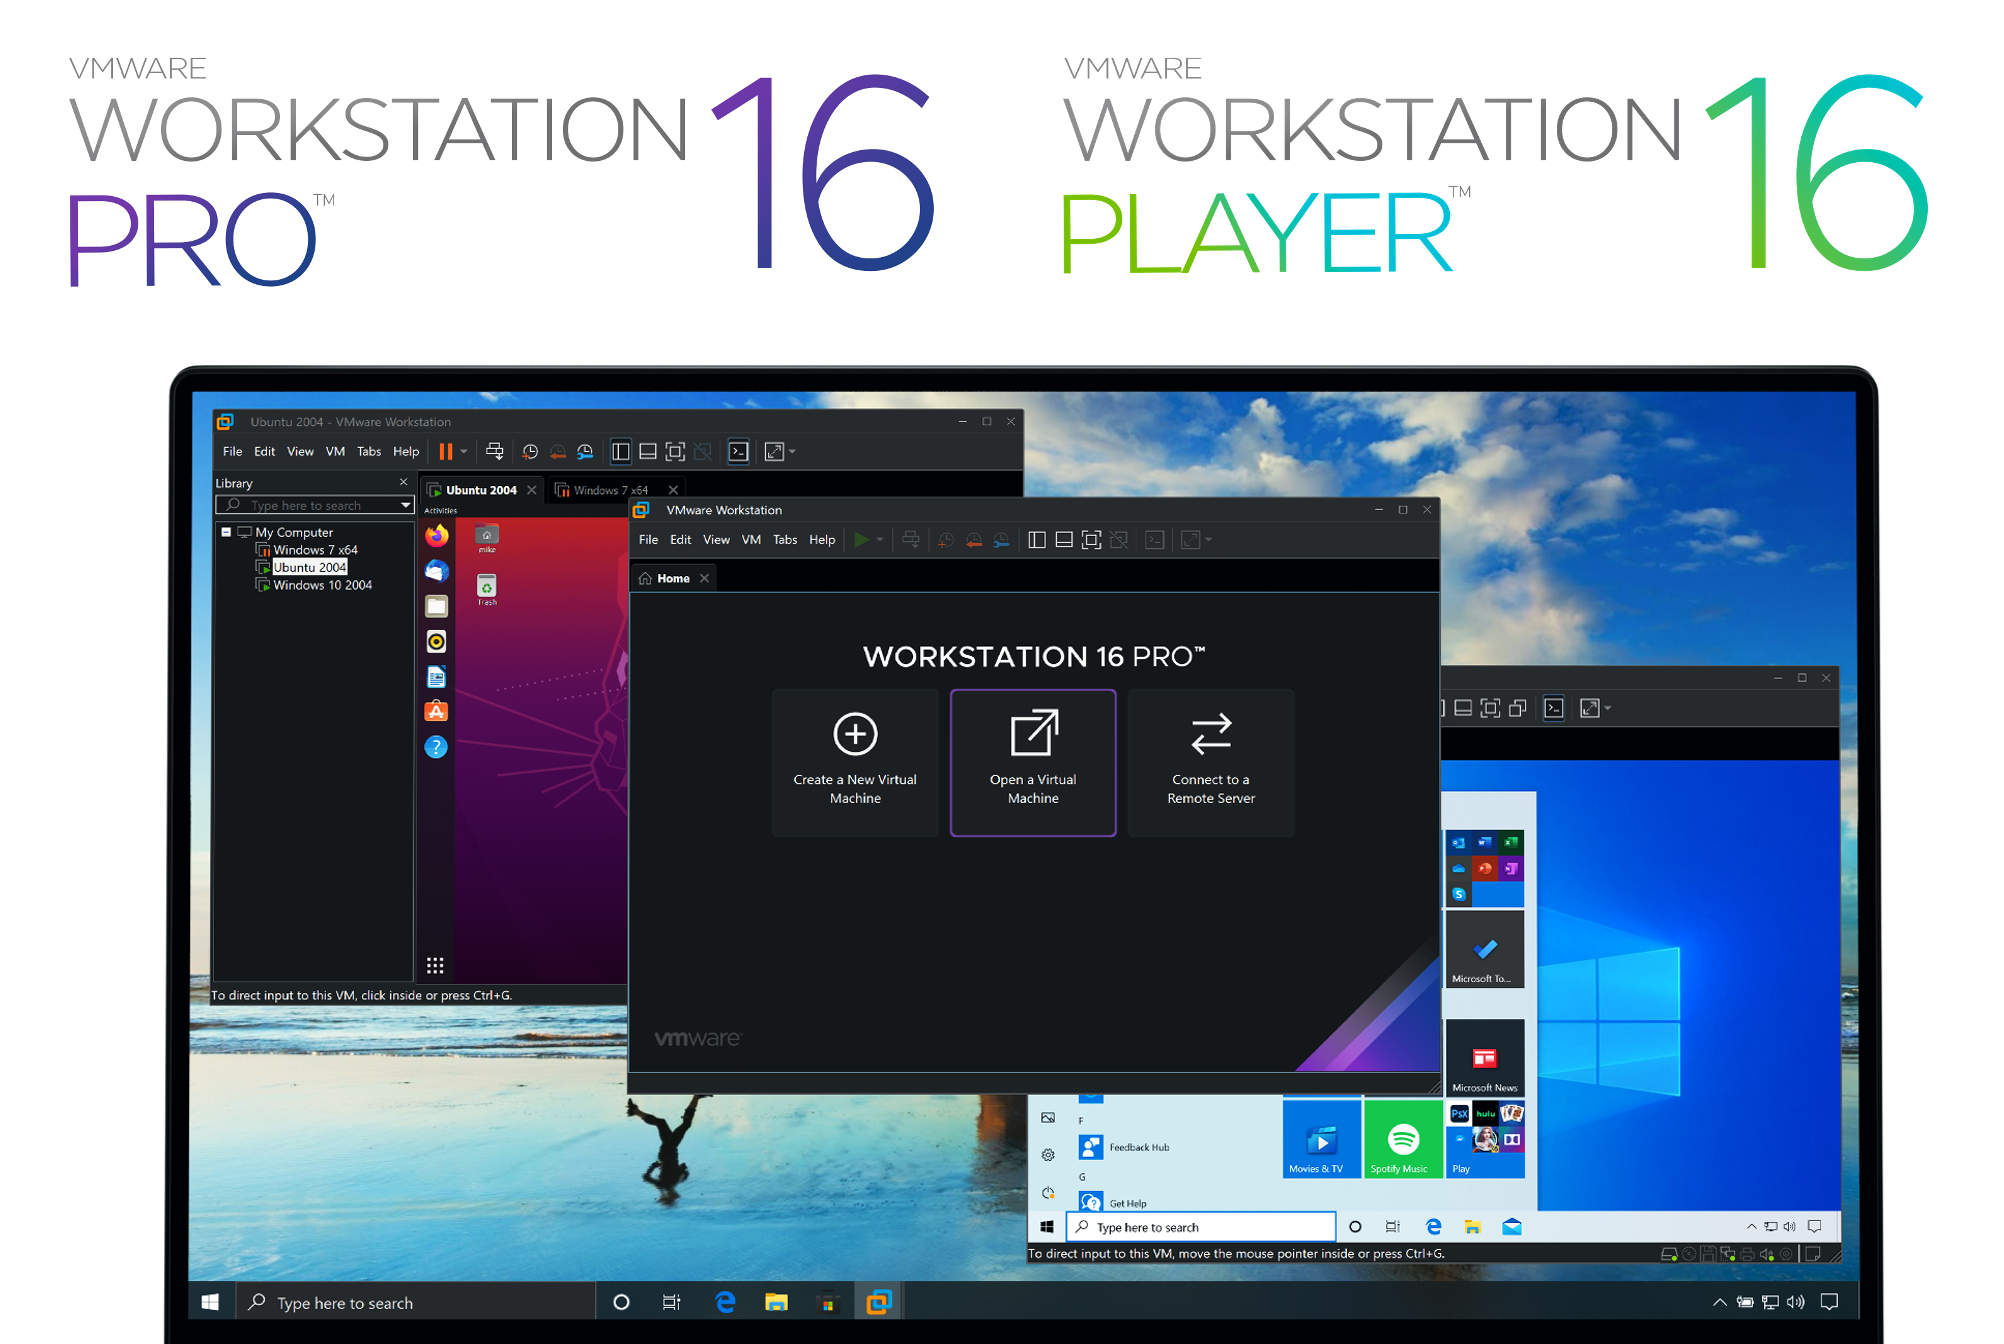 VMWARE
WORKSTATION 16
PRO™
VMWARE
WORKSTATION 16
PLAYER™
Ubuntu 2004 - VMware Workstation
File Edit View VM Tabs Help
Library
Type here to search
My Computer
Windows 7 x64
Ubuntu 2004
Windows 10 2004
Ubuntu 2004
Windows 7 x64
Activities
mike
Trash
To direct input to this VM, click inside or press Ctrl+G.
VMware Workstation
File Edit View VM Tabs Help
Home
WORKSTATION 16 PRO™
Create a New Virtual
Machine
Open a Virtual
Machine
Connect to a
Remote Server
vmware
Microsoft To...
Microsoft News
F
Feedback Hub
G
Get Help
Movies & TV
Spotify Music
PsX
hulu
Play
Type here to search
To direct input to this VM, move the mouse pointer inside or press Ctrl+G.
Type here to search